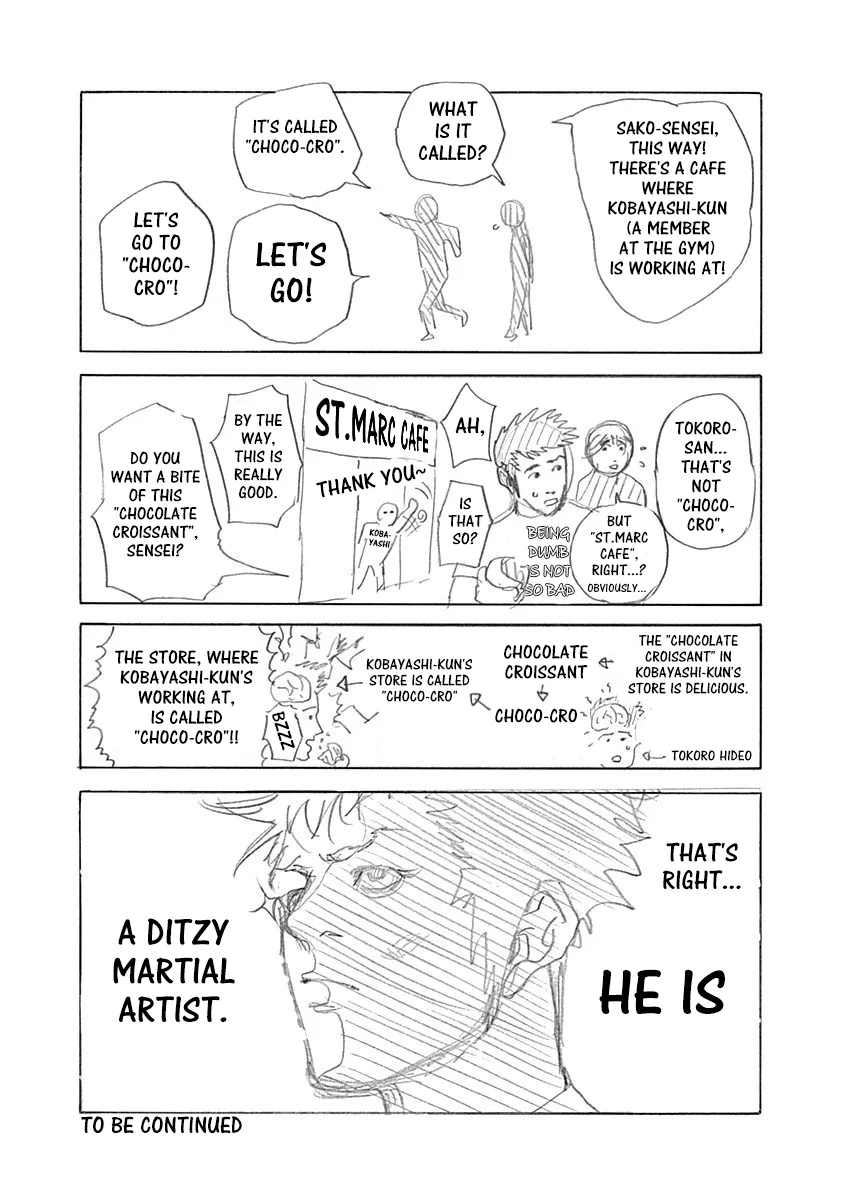 SAKO-SENSEI,
THIS WAY!
THERE'S A CAFE
WHERE
KOBAYASHI-KUN
(A MEMBER
AT THE GYM)
IS WORKING AT!
WHAT
IS IT
CALLED?
IT'S CALLED
"CHOCO-CRO".
LET'S
GO!
LET'S
GO TO
"CHOCO-
CRO"!
TOKORO-
SAN...
THAT'S
NOT
"CHOCO-
CRO",
BUT
"ST.MARC
CAFE",
RIGHT...?
OBVIOUSLY...
BEING
DUMB
IS NOT
SO BAD
AH,
IS
THAT
SO?
ST.MARC CAFE
THANK YOU~
KOBA-
YASHI
BY THE
WAY,
THIS IS
REALLY
GOOD.
DO YOU
WANT A BITE
OF THIS
"CHOCOLATE
CROISSANT",
SENSEI?
THE "CHOCOLATE
CROISSANT" IN
KOBAYASHI-KUN'S
STORE IS DELICIOUS.
TOKORO HIDEO
CHOCOLATE
CROISSANT
CHOCO-CRO
KOBAYASHI-KUN'S
STORE IS CALLED
"CHOCO-CRO"
BZZZ
THE STORE, WHERE
KOBAYASHI-KUN'S
WORKING AT,
IS CALLED
"CHOCO-CRO"!!
THAT'S
RIGHT...
HE IS
A DITZY
MARTIAL
ARTIST.
TO BE CONTINUED